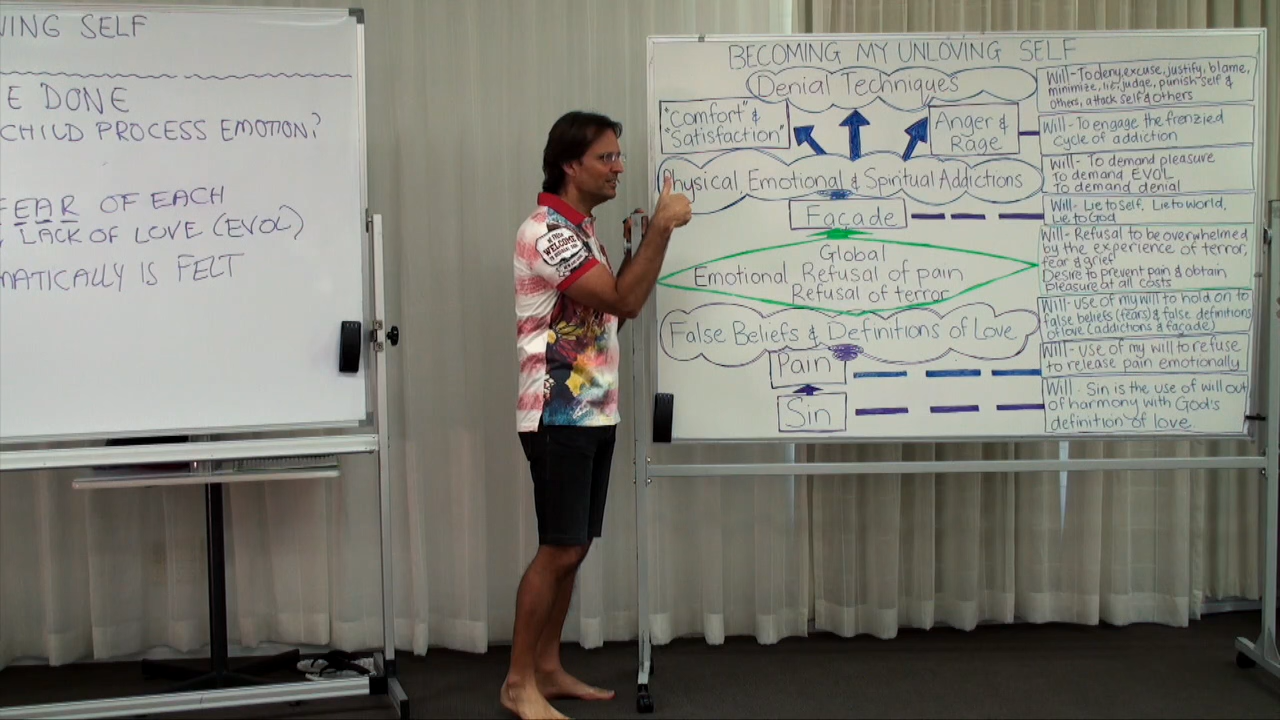 VING SELF
E DONE
CHILD PROCESS EMOTION?
FEAR OF EACH
LACK OF LOVE (EVOL)
MATICALLY IS FELT
WELCOME
BECOMING MY UNLOVING SELF
Denial Techniques
"Comfort" &
"Satisfaction"
Anger &
Rage
Physical, Emotional & Spiritual Addictions
Façade
Global
Emotional Refusal of pain
Refusal of terror
False Beliefs & Definitions of Love
Pain
Sin
Will - To deny, excuse, justify, blame,
minimize, lie, judge, punish self &
others, attack self & others
Will - To engage the frenzied
cycle of addiction
Will - To demand pleasure
To demand EVOL
To demand denial
Will - Lie to Self, Lie to world,
Lie to God
Will - Refusal to be overwhelmed
by the experience of terror,
fear & grief
Desire to prevent pain & obtain
pleasure at all costs
Will - use of my will to hold on to
false beliefs (fears) & false definitions
of love (addictions & façade)
Will - use of my will to refuse
to release pain emotionally
Will - Sin is the use of will out
of harmony with God's
definition of love